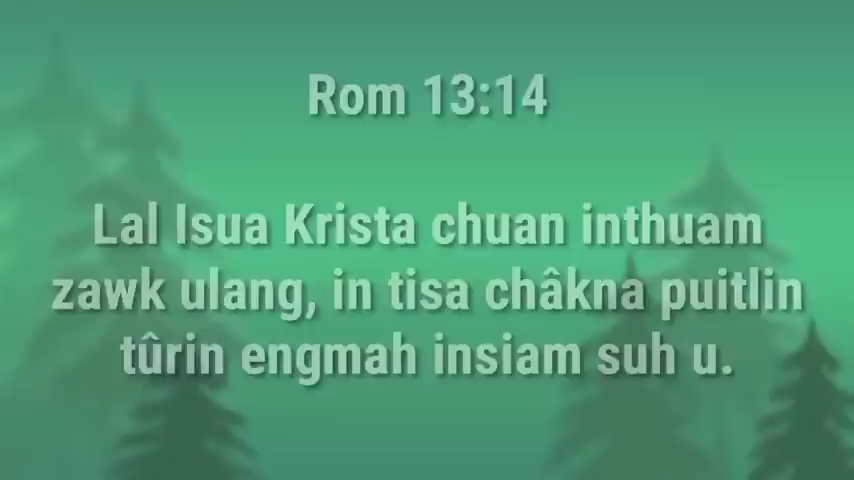 Rom 13:14
Lal Isua Krista chuan inthuam
zawk ulang, in tisa châkna puitlin
tûrin engmah insiam suh u.